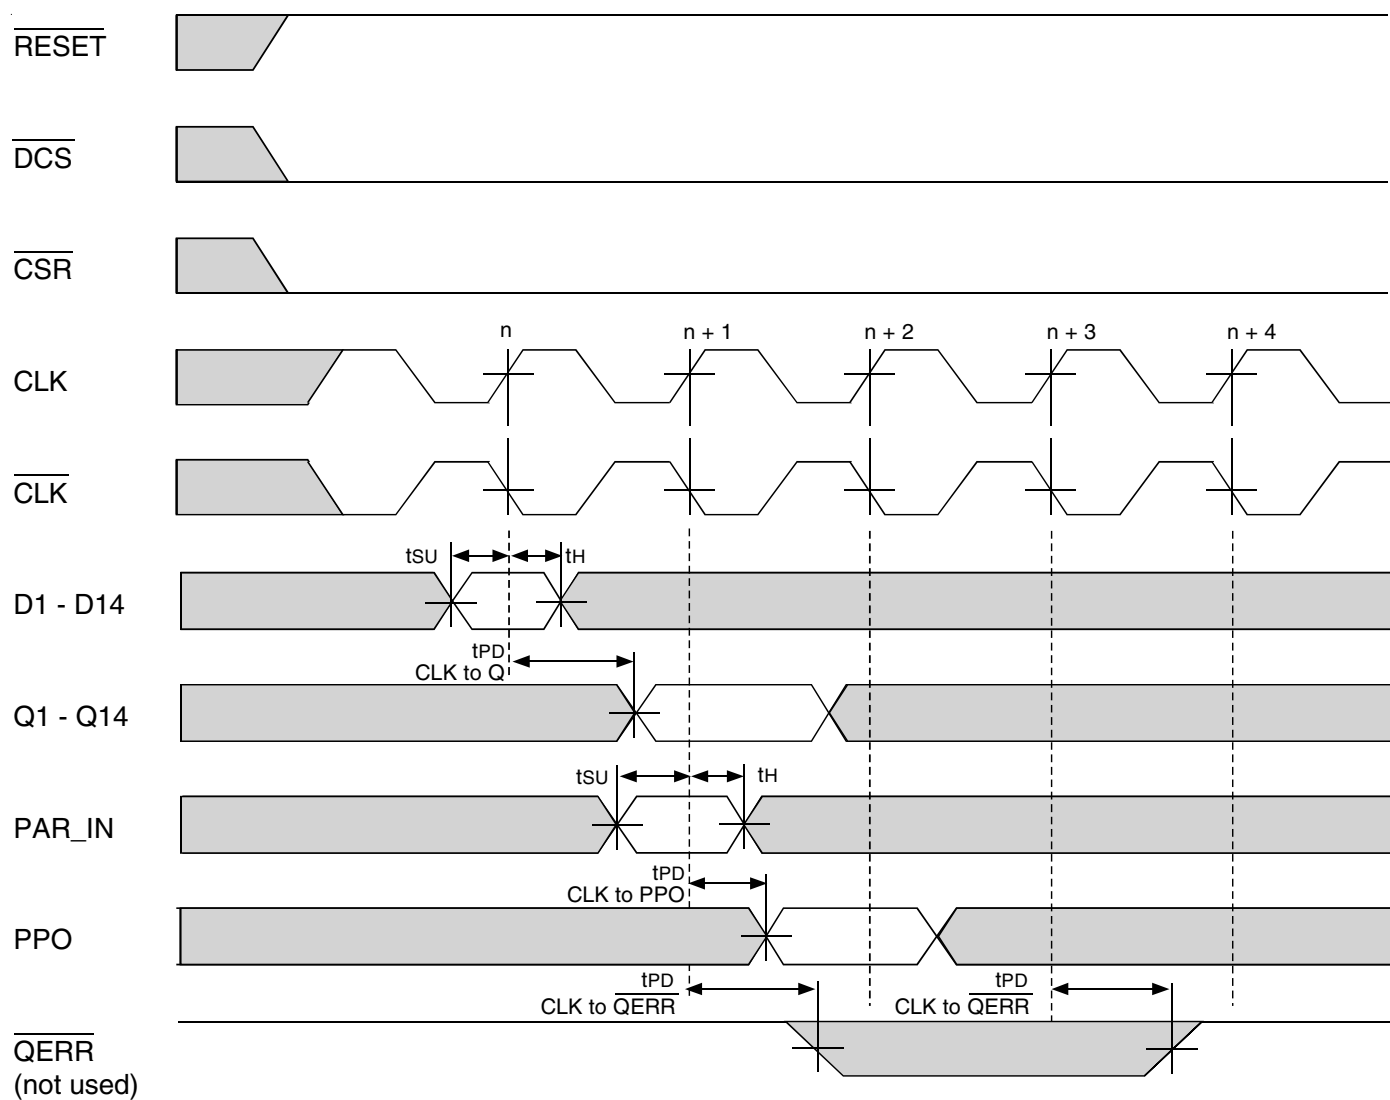 RESET
DCS
CSR
n n + 1 n + 2 n + 3 n + 4
CLK
CLK
tSU tH
D1 - D14
tPD
CLK to Q
Q1 - Q14
tSU tH
PAR_IN
tPD
CLK to PPO
PPO
tPD tPD
CLK to QERR CLK to QERR
QERR
(not used)